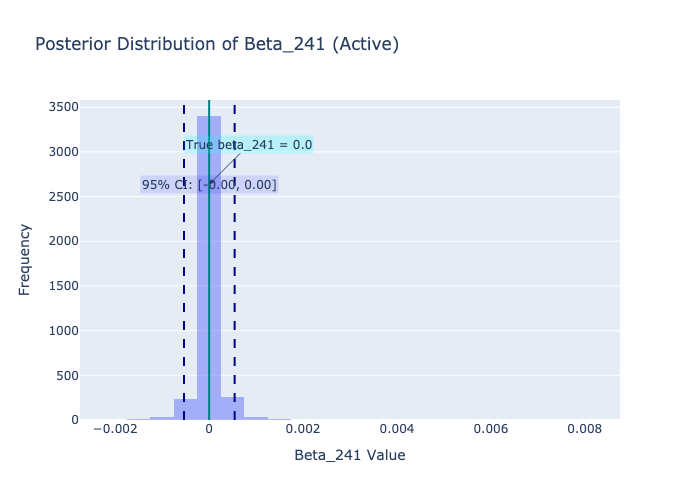 Posterior Distribution of Beta_241 (Active)
3500
3000
2500
2000
1500
1000
500
0
Frequency
True beta_241 = 0.0
95% CI: [-0.00, 0.00]
−0.002
0
0.002
0.004
0.006
0.008
Beta_241 Value